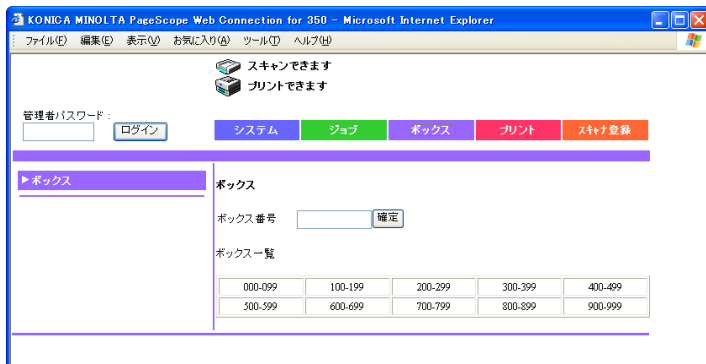 KONICA MINOLTA PageScope Web Connection for 350 - Microsoft Internet Explorer
ファイル(F) 編集(E) 表示(V) お気に入り(A) ツール(T) ヘルプ(H)
スキャンできます
プリントできます
管理者パスワード:
ログイン
システム ジョブ ボックス プリント スキャナ登録
▶ボックス
ボックス
ボックス番号 確定
ボックス一覧
000-099 100-199 200-299 300-399 400-499
500-599 600-699 700-799 800-899 900-999